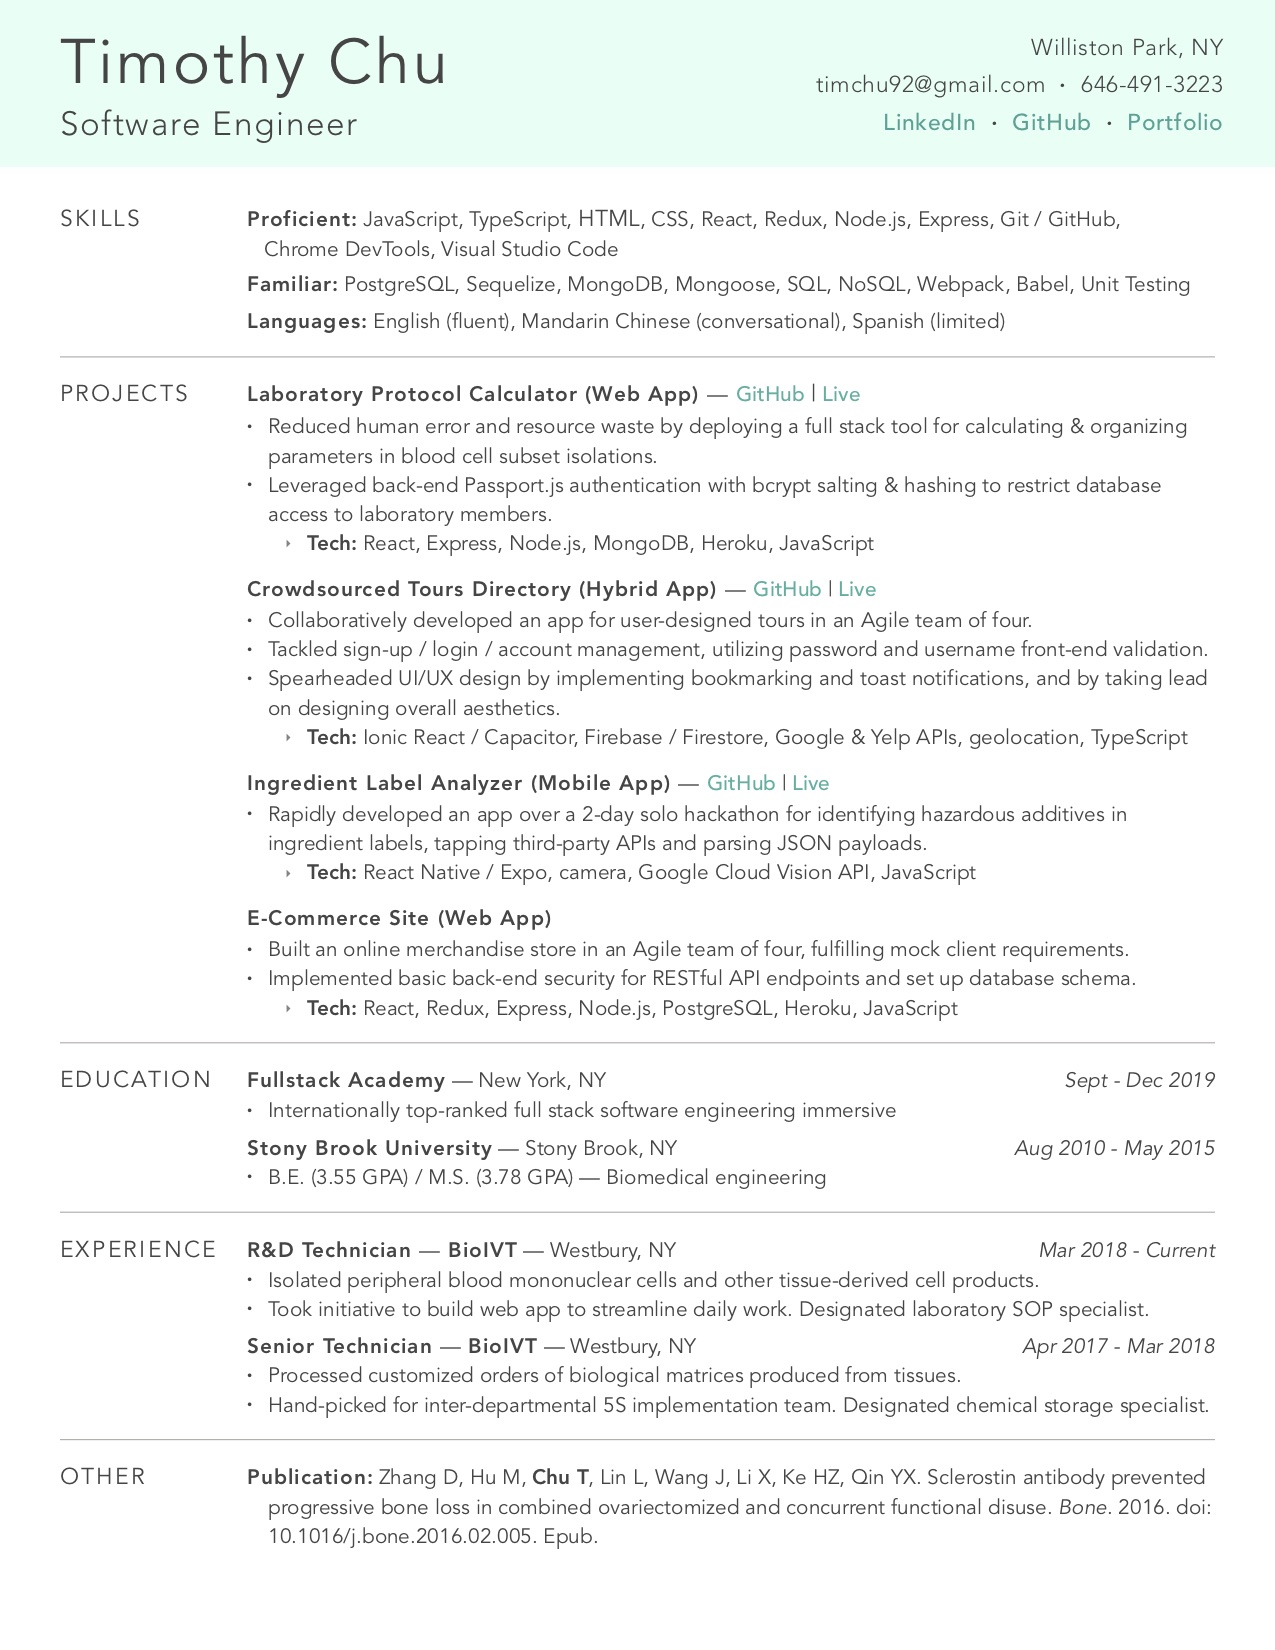 Timothy Chu
Software Engineer
Williston Park, NY
timchu92@gmail.com · 646-491-3223
LinkedIn · GitHub · Portfolio
SKILLS
Proficient: JavaScript, TypeScript, HTML, CSS, React, Redux, Node.js, Express, Git / GitHub,
Chrome DevTools, Visual Studio Code
Familiar: PostgreSQL, Sequelize, MongoDB, Mongoose, SQL, NoSQL, Webpack, Babel, Unit Testing
Languages: English (fluent), Mandarin Chinese (conversational), Spanish (limited)
PROJECTS
Laboratory Protocol Calculator (Web App) — GitHub | Live
· Reduced human error and resource waste by deploying a full stack tool for calculating & organizing
parameters in blood cell subset isolations.
· Leveraged back-end Passport.js authentication with bcrypt salting & hashing to restrict database
access to laboratory members.
‣ Tech: React, Express, Node.js, MongoDB, Heroku, JavaScript
Crowdsourced Tours Directory (Hybrid App) — GitHub | Live
· Collaboratively developed an app for user-designed tours in an Agile team of four.
· Tackled sign-up / login / account management, utilizing password and username front-end validation.
· Spearheaded UI/UX design by implementing bookmarking and toast notifications, and by taking lead
on designing overall aesthetics.
‣ Tech: Ionic React / Capacitor, Firebase / Firestore, Google & Yelp APIs, geolocation, TypeScript
Ingredient Label Analyzer (Mobile App) — GitHub | Live
· Rapidly developed an app over a 2-day solo hackathon for identifying hazardous additives in
ingredient labels, tapping third-party APIs and parsing JSON payloads.
‣ Tech: React Native / Expo, camera, Google Cloud Vision API, JavaScript
E-Commerce Site (Web App)
· Built an online merchandise store in an Agile team of four, fulfilling mock client requirements.
· Implemented basic back-end security for RESTful API endpoints and set up database schema.
‣ Tech: React, Redux, Express, Node.js, PostgreSQL, Heroku, JavaScript
EDUCATION
Fullstack Academy — New York, NY Sept - Dec 2019
· Internationally top-ranked full stack software engineering immersive
Stony Brook University — Stony Brook, NY Aug 2010 - May 2015
· B.E. (3.55 GPA) / M.S. (3.78 GPA) — Biomedical engineering
EXPERIENCE
R&D Technician — BioIVT — Westbury, NY Mar 2018 - Current
· Isolated peripheral blood mononuclear cells and other tissue-derived cell products.
· Took initiative to build web app to streamline daily work. Designated laboratory SOP specialist.
Senior Technician — BioIVT — Westbury, NY Apr 2017 - Mar 2018
· Processed customized orders of biological matrices produced from tissues.
· Hand-picked for inter-departmental 5S implementation team. Designated chemical storage specialist.
OTHER
Publication: Zhang D, Hu M, Chu T, Lin L, Wang J, Li X, Ke HZ, Qin YX. Sclerostin antibody prevented
progressive bone loss in combined ovariectomized and concurrent functional disuse. Bone. 2016. doi:
10.1016/j.bone.2016.02.005. Epub.